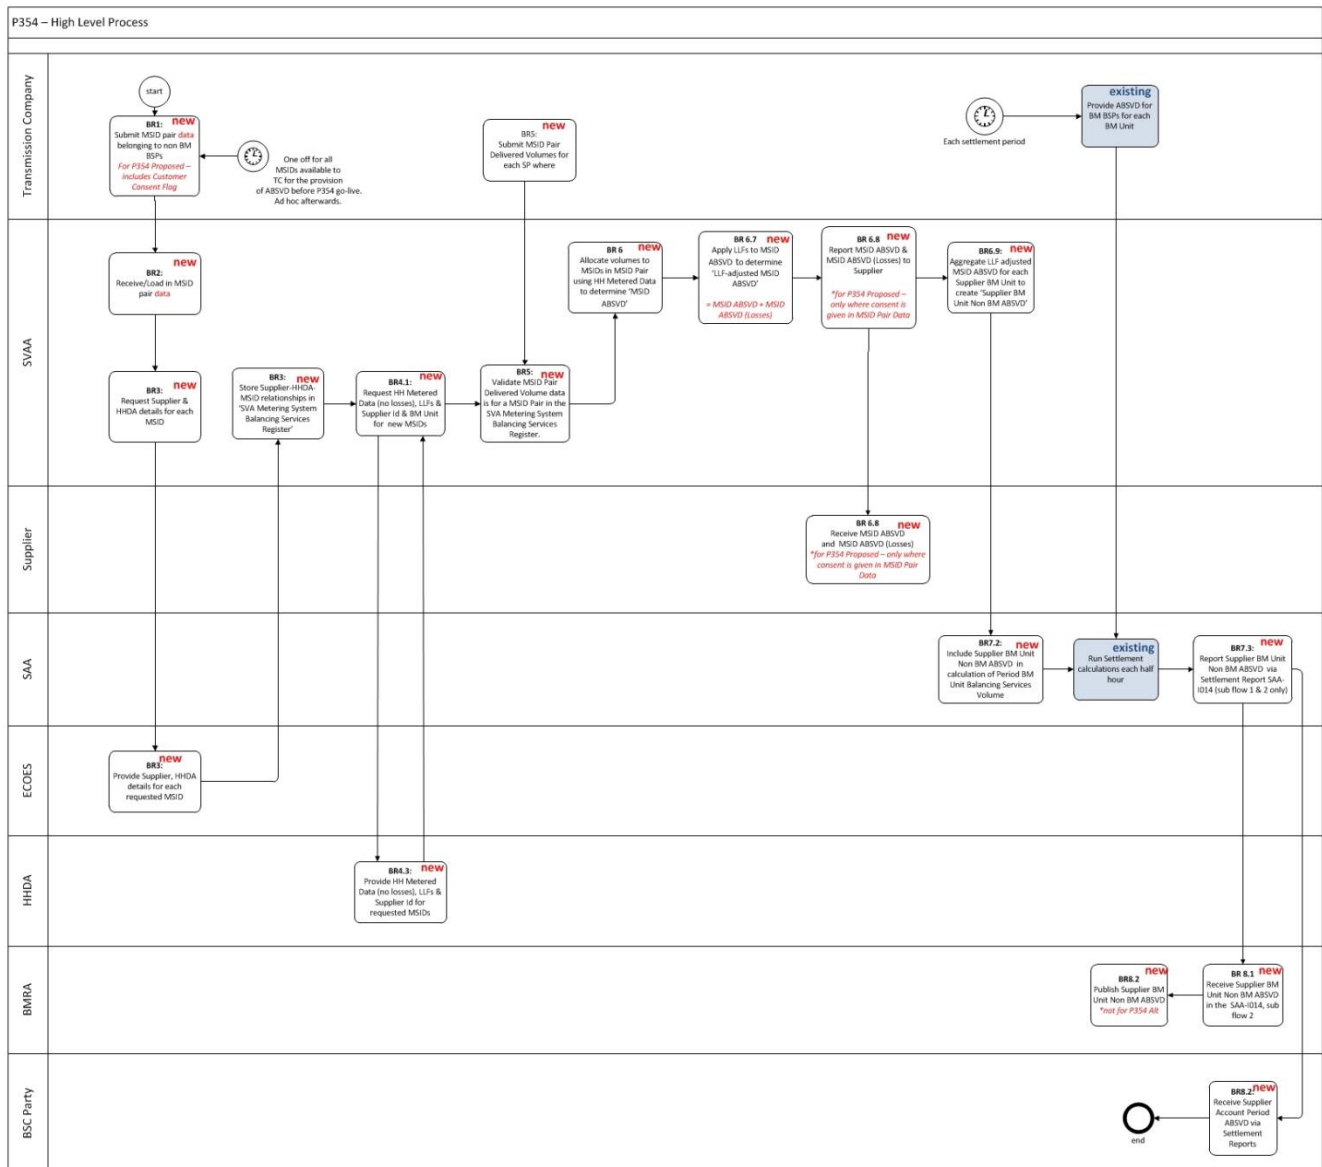 P354 – High Level Process
Transmission Company
start
BR1: new
Submit MSID pair data
belonging to non BM
BSPs
For P354 Proposed –
includes Customer
Consent Flag
One off for all
MSIDs available to
TC for the provision
of ABSVD before P354 go-live.
Ad hoc afterwards.
new
BR5:
Submit MSID Pair
Delivered Volumes for
each SP where
Each settlement period
existing
Provide ABSVD for
BM BSPs for each
BM Unit
SVAA
new
BR2:
Receive/Load in MSID
pair data
new
BR3:
Request Supplier &
HHDA details for each
MSID
BR3: new
Store Supplier-HHDA-
MSID relationships in
'SVA Metering System
Balancing Services
Register'
BR4.1: new
Request HH Metered
Data (no losses), LLFs &
Supplier Id & BM Unit
for new MSIDs
BR5: new
Validate MSID Pair
Delivered Volume data
is for a MSID Pair in the
SVA Metering System
Balancing Services
Register.
BR 6 new
Allocate volumes to
MSIDs in MSID Pair
using HH Metered Data
to determine 'MSID
ABSVD'
BR 6.7 new
Apply LLFs to MSID
ABSVD to determine
'LLF-adjusted MSID
ABSVD'
= MSID ABSVD + MSID
ABSVD (Losses)
BR 6.8 new
Report MSID ABSVD &
MSID ABSVD (Losses) to
Supplier
*for P354 Proposed –
only where consent is
given in MSID Pair Data
BR6.9: new
Aggregate LLF adjusted
MSID ABSVD for each
Supplier BM Unit to
create 'Supplier BM
Unit Non BM ABSVD'
Supplier
BR 6.8 new
Receive MSID ABSVD
and MSID ABSVD (Losses)
*for P354 Proposed – only where
consent is given in MSID Pair
Data
SAA
BR7.2: new
Include Supplier BM Unit
Non BM ABSVD in
calculation of Period BM
Unit Balancing Services
Volume
existing
Run Settlement
calculations each half
hour
BR7.3: new
Report Supplier BM Unit
Non BM ABSVD via
Settlement Report SAA-
I014 (sub flow 1 & 2 only)
ECOES
BR3: new
Provide Supplier, HHDA
details for each
requested MSID
HHDA
BR4.3: new
Provide HH Metered
Data (no losses), LLFs &
Supplier Id for
requested MSIDs
BMRA
BR8.2 new
Publish Supplier BM
Unit Non BM ABSVD
*not for P354 Alt
BR 8.1 new
Receive Supplier BM
Unit Non BM ABSVD
in the SAA-I014, sub
flow 2
BSC Party
end
BR8.2: new
Receive Supplier
Account Period
ABSVD via
Settlement
Reports